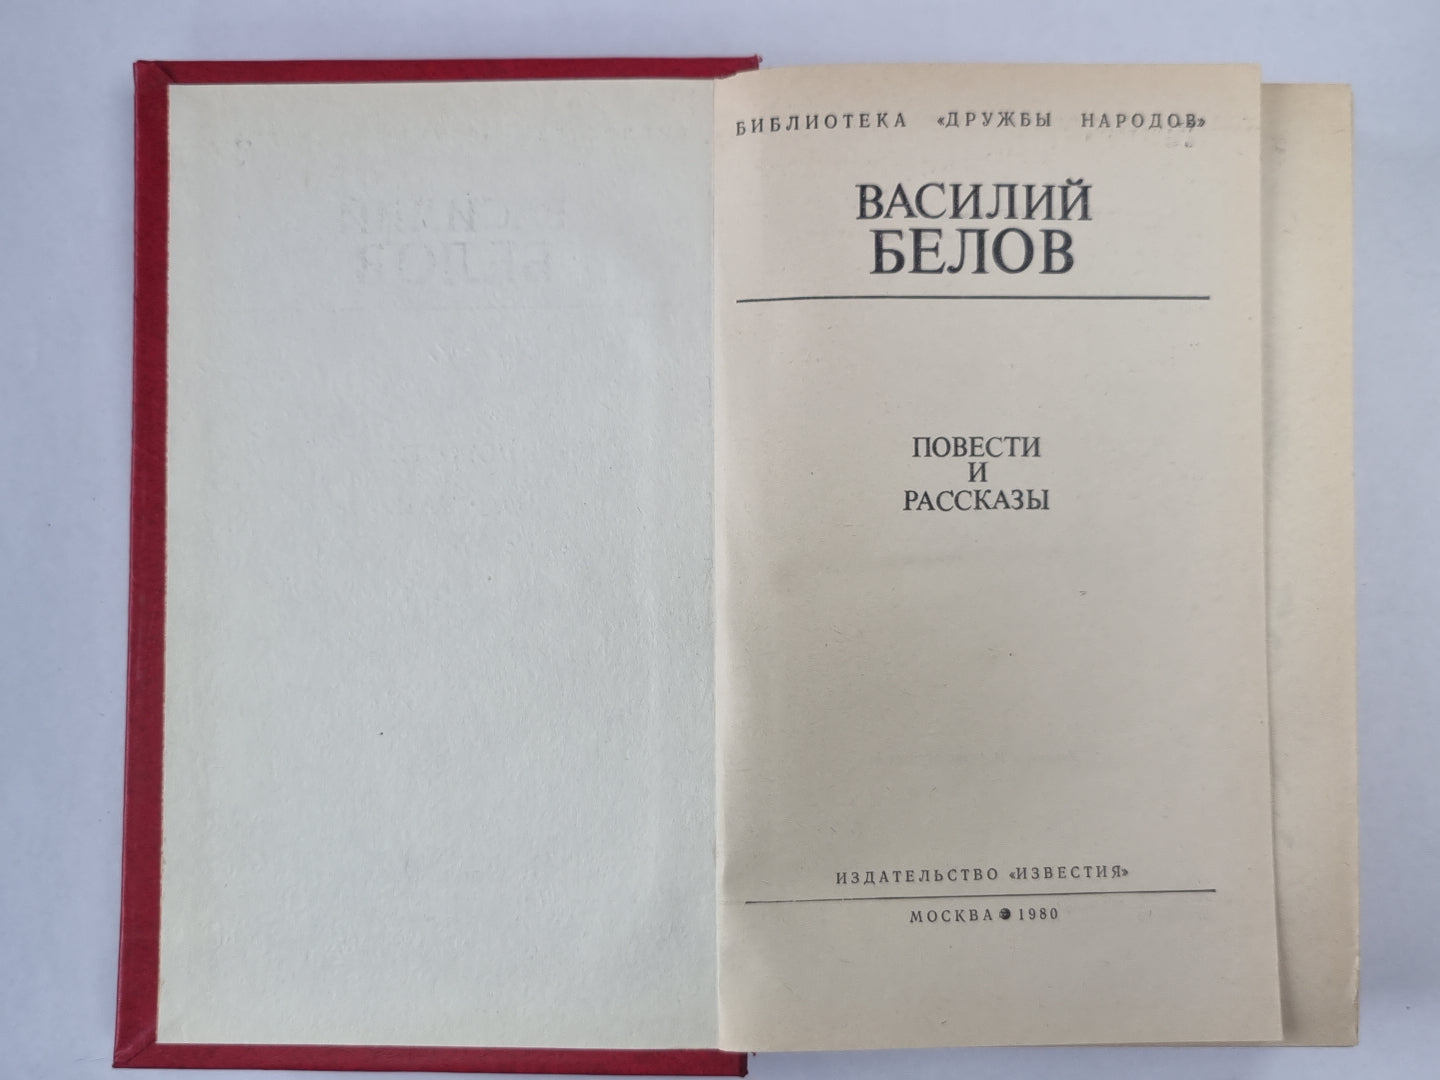 БИБЛИОТЕКА «ДРУЖБЫ НАРОДОВ»
ВАСИЛИЙ
БЕЛОВ
ПОВЕСТИ
И
РАССКАЗЫ
ИЗДАТЕЛЬСТВО «ИЗВЕСТИЯ»
МОСКВА ● 1980